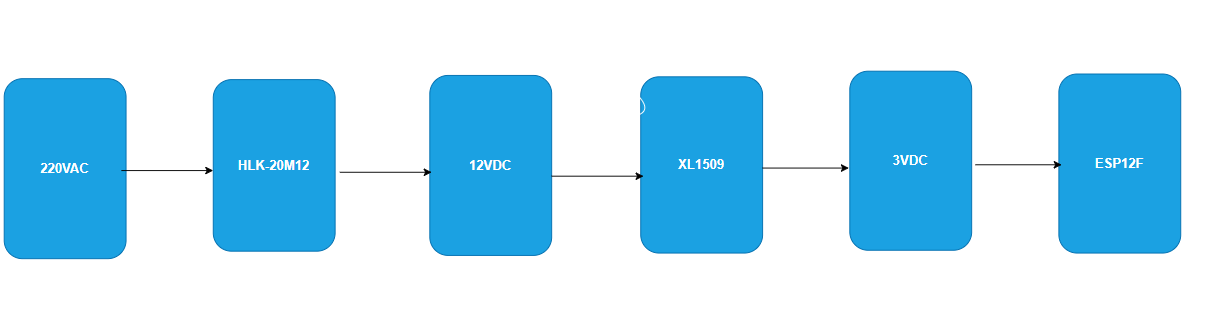 220VAC
HLK-20M12
12VDC
XL1509
3VDC
ESP12F